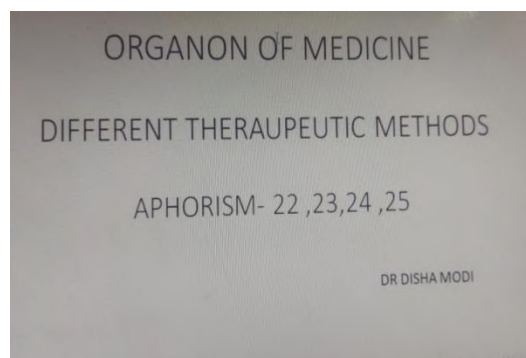 ORGANON OF MEDICINE
DIFFERENT THERAUPEUTIC METHODS
APHORISM- 22 ,23,24 ,25
DR DISHA MODI